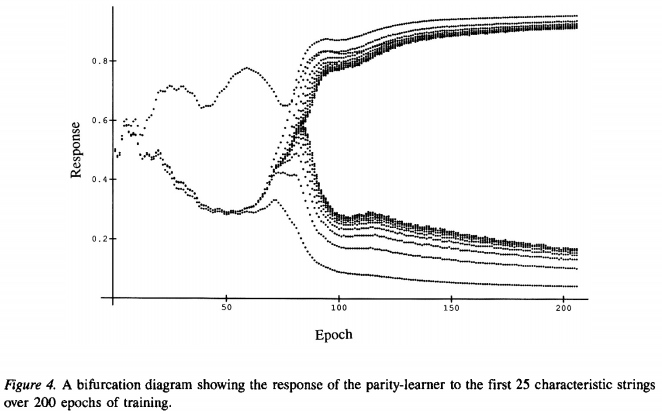 Response
0.8
0.6
0.4
0.2
50
100
150
200
Epoch
Figure 4. A bifurcation diagram showing the response of the parity-learner to the first 25 characteristic strings
over 200 epochs of training.